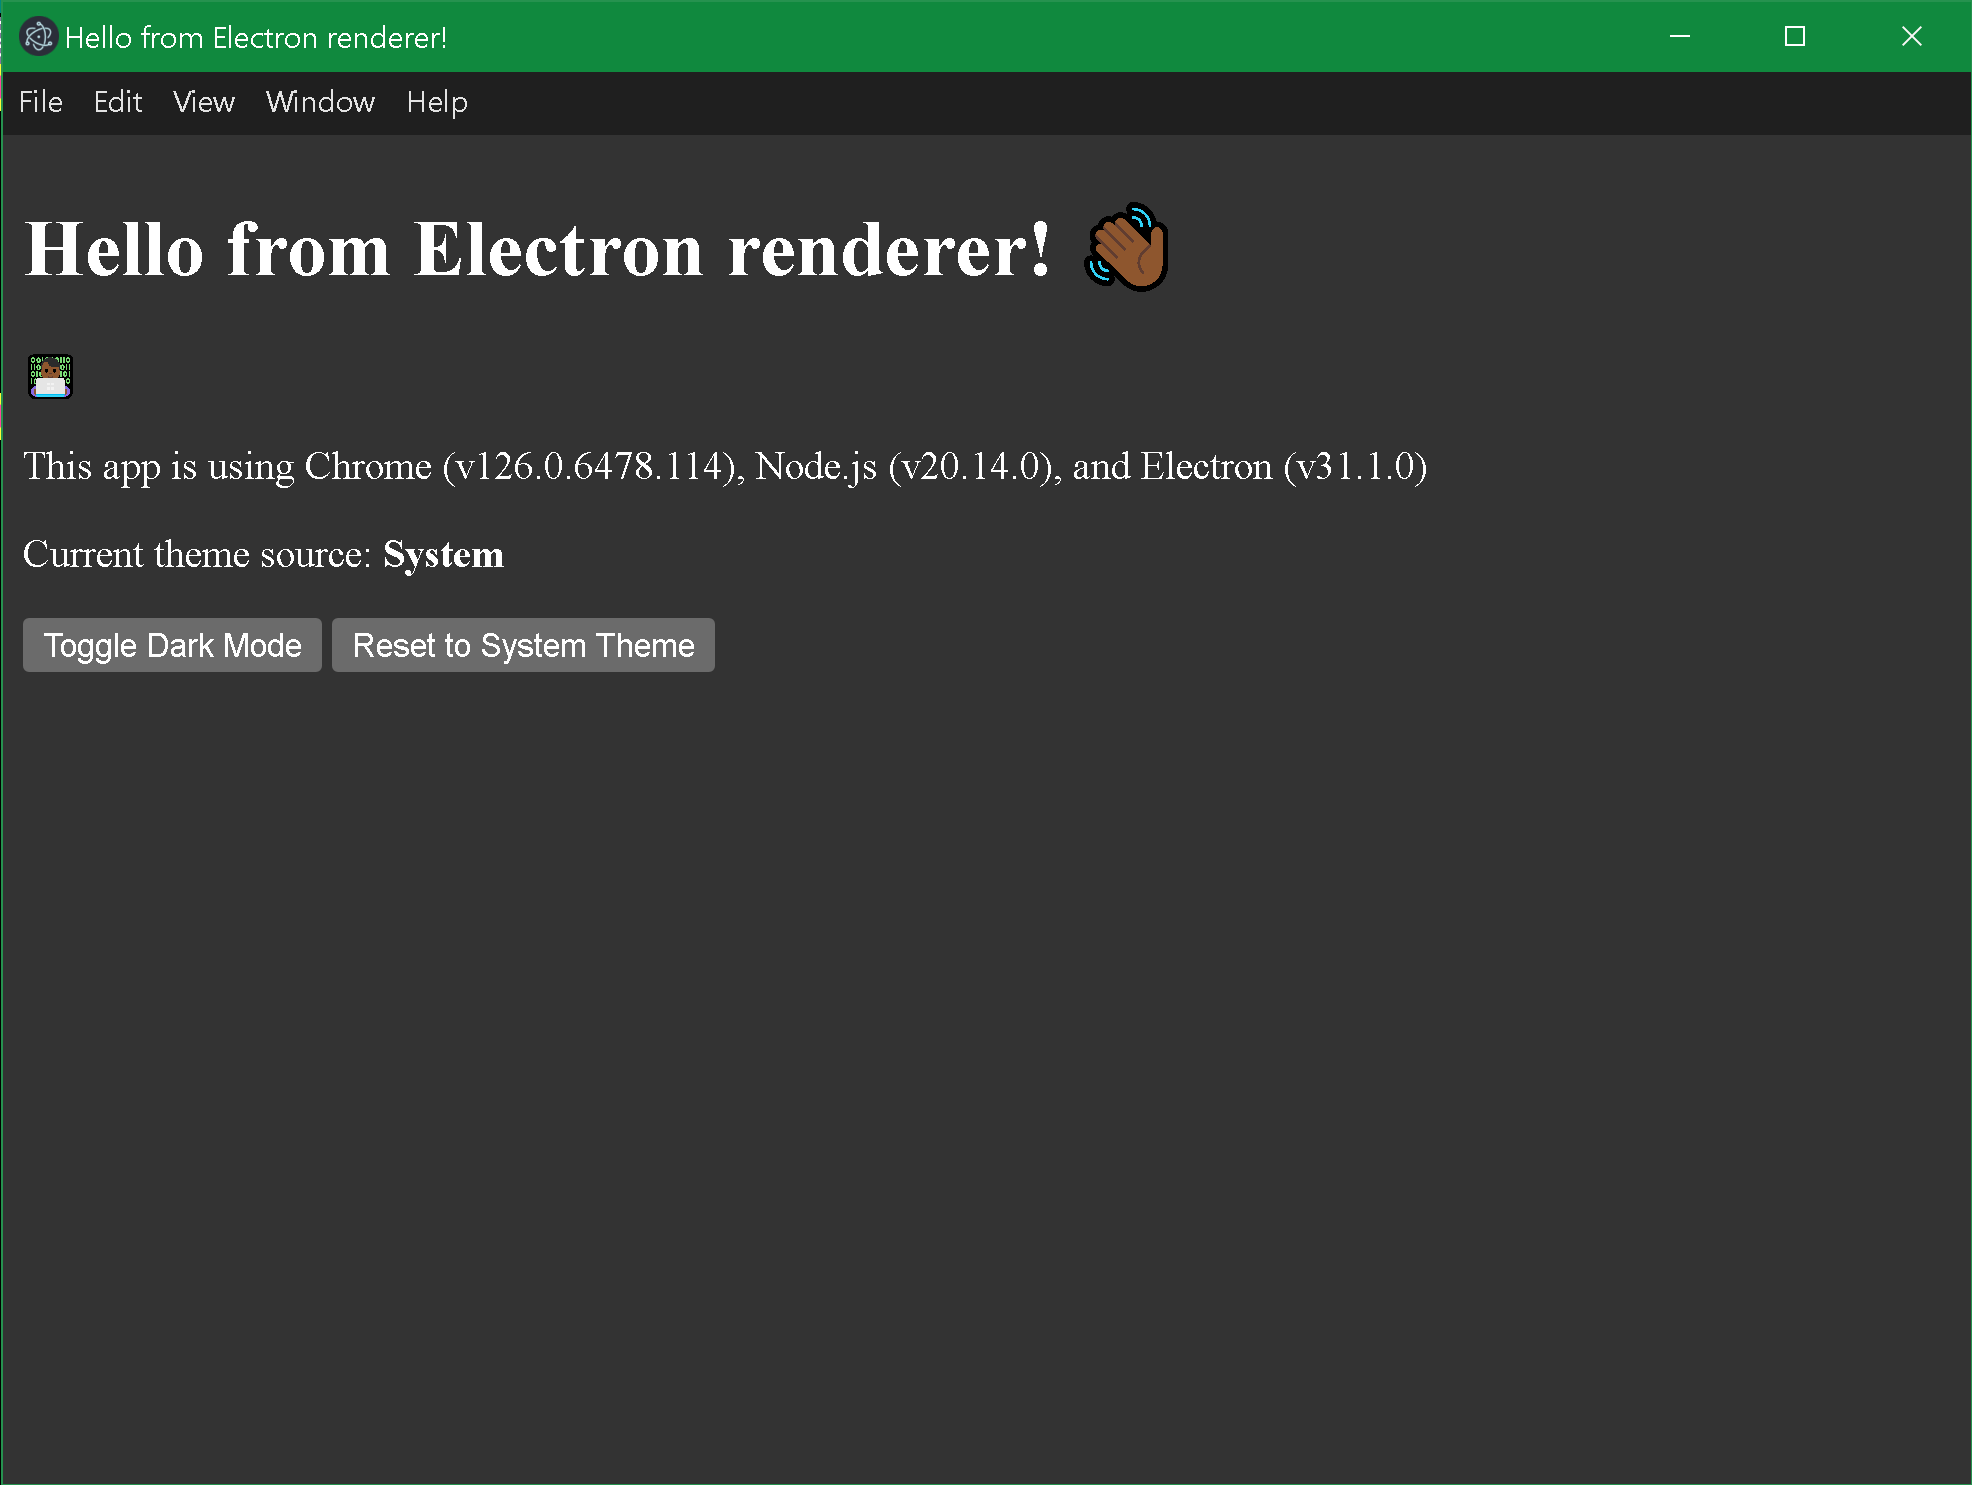 Hello from Electron renderer!
File Edit View Window Help
Hello from Electron renderer! 👋🏾
👨🏾‍💻
This app is using Chrome (v126.0.6478.114), Node.js (v20.14.0), and Electron (v31.1.0)
Current theme source: System
Toggle Dark Mode Reset to System Theme